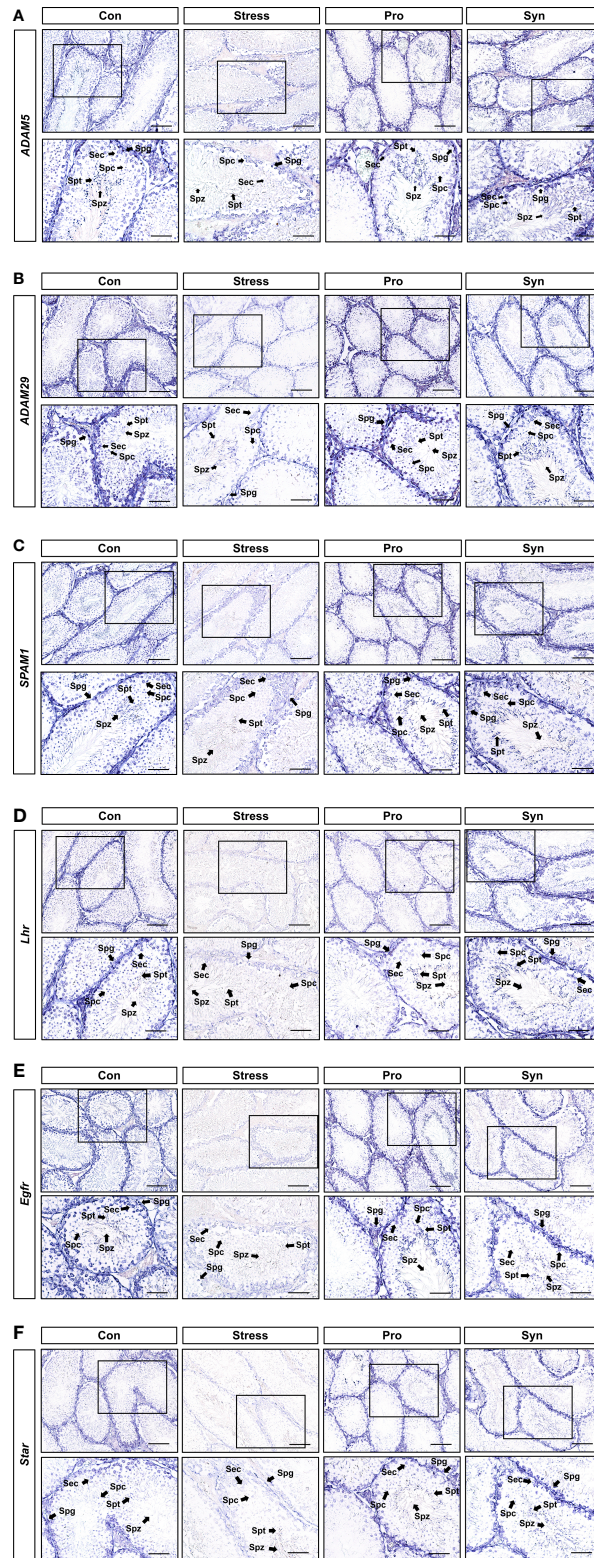 A
Con Stress Pro Syn
ADAM5
Sec Spg Spc Spt Spz
Spc Spg Sec Spz Spt
Spt Sec Spg Spc Spz
Sec Spc Spg Spz Spt
B
Con Stress Pro Syn
ADAM29
Spt Spg Spz Sec Spc
Sec Spt Spc Spz Spg
Spg Spt Sec Spz Spc
Spg Sec Spc Spt Spz
C
Con Stress Pro Syn
SPAM1
Spg Spt Sec Spc Spz
Sec Spc Spt Spg Spz
Spg Sec Spt Spc Spz
Sec Spc Spg Spz Spt
D
Con Stress Pro Syn
Lhr
Spg Sec Spt Spc Spz
Spg Sec Spc Spz Spt
Spg Spc Sec Spt Spz
Spc Spg Spt Spz Sec
E
Con Stress Pro Syn
Egfr
Spg Sec Spt Spc Spz
Sec Spc Spz Spt Spg
Spg Spc Sec Spt Spz
Spg Sec Spc Spt Spz
F
Con Stress Pro Syn
Star
Sec Spc Spg Spt Spz
Sec Spg Spc Spt Spz
Sec Spg Spc Spt Spz
Sec Spg Spc Spt Spz